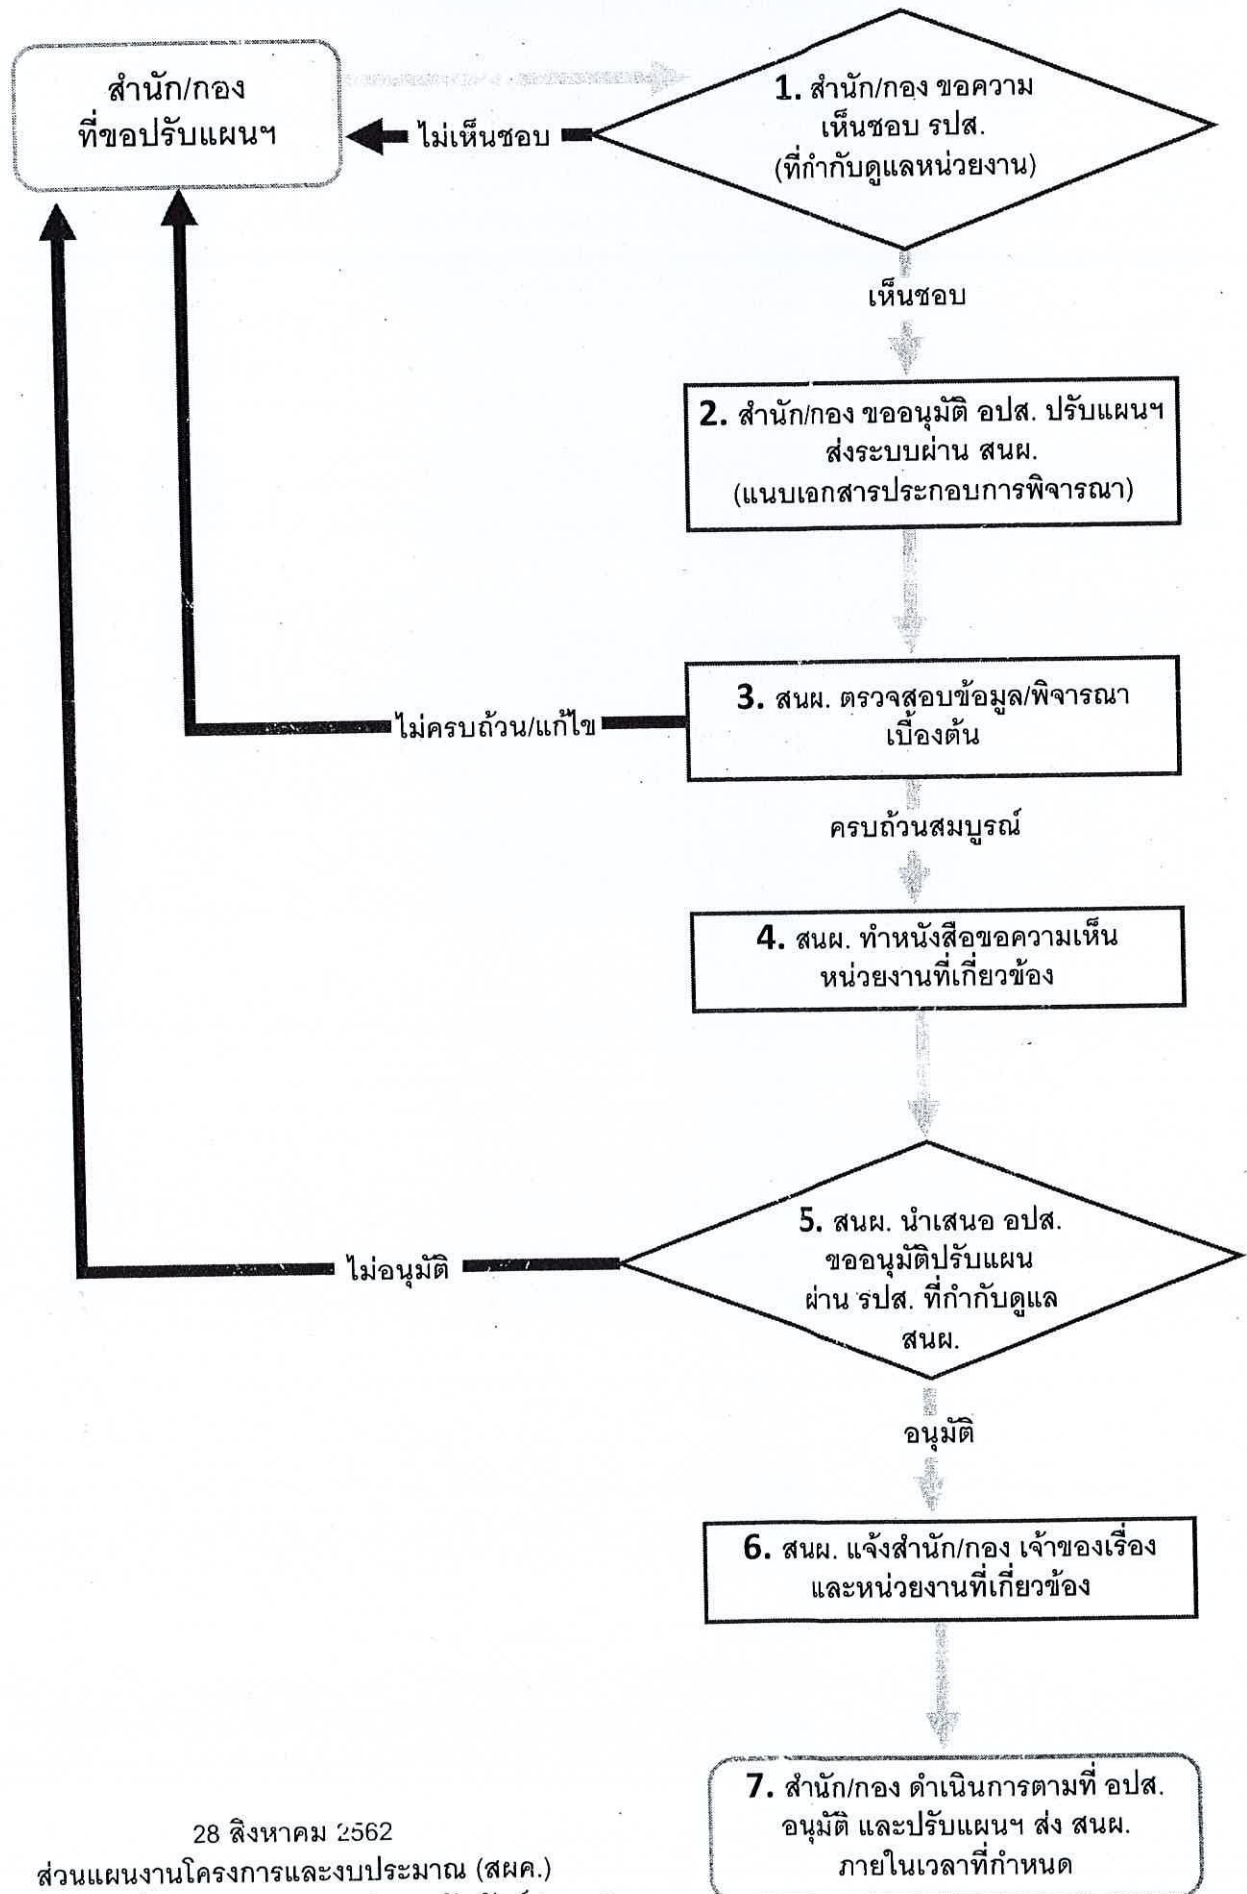 สำนัก/กอง
ที่ขอปรับแผนฯ
1. สำนัก/กอง ขอความ
เห็นชอบ รปส.
(ที่กำกับดูแลหน่วยงาน)
ไม่เห็นชอบ
เห็นชอบ
2. สำนัก/กอง ขออนุมัติ อปส. ปรับแผนฯ
ส่งระบบผ่าน สนผ.
(แนบเอกสารประกอบการพิจารณา)
3. สนผ. ตรวจสอบข้อมูล/พิจารณา
เบื้องต้น
ไม่ครบถ้วน/แก้ไข
ครบถ้วนสมบูรณ์
4. สนผ. ทำหนังสือขอความเห็น
หน่วยงานที่เกี่ยวข้อง
5. สนผ. นำเสนอ อปส.
ขออนุมัติปรับแผน
ผ่าน รปส. ที่กำกับดูแล
สนผ.
ไม่อนุมัติ
อนุมัติ
6. สนผ. แจ้งสำนัก/กอง เจ้าของเรื่อง
และหน่วยงานที่เกี่ยวข้อง
7. สำนัก/กอง ดำเนินการตามที่ อปส.
อนุมัติ และปรับแผนฯ ส่ง สนผ.
ภายในเวลาที่กำหนด
28 สิงหาคม 2562
ส่วนแผนงานโครงการและงบประมาณ (สผค.)